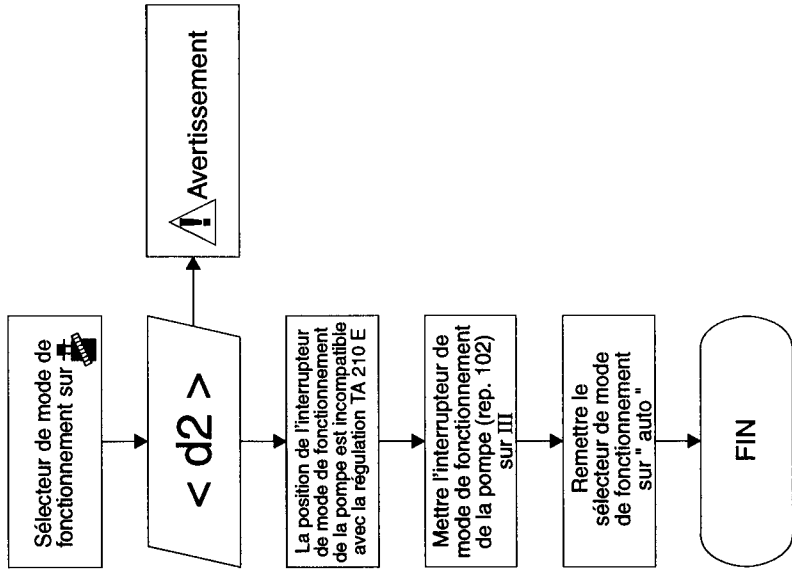 Sélecteur de mode de
fonctionnement sur
< d2 >
Avertissement
La position de l'interrupteur
de mode de fonctionnement
de la pompe est incompatible
avec la régulation TA 210 E
Mettre l'interrupteur de
mode de fonctionnement
de la pompe (rep. 102)
sur III
Remettre le
sélecteur de mode
de fonctionnement
sur " auto "
FIN